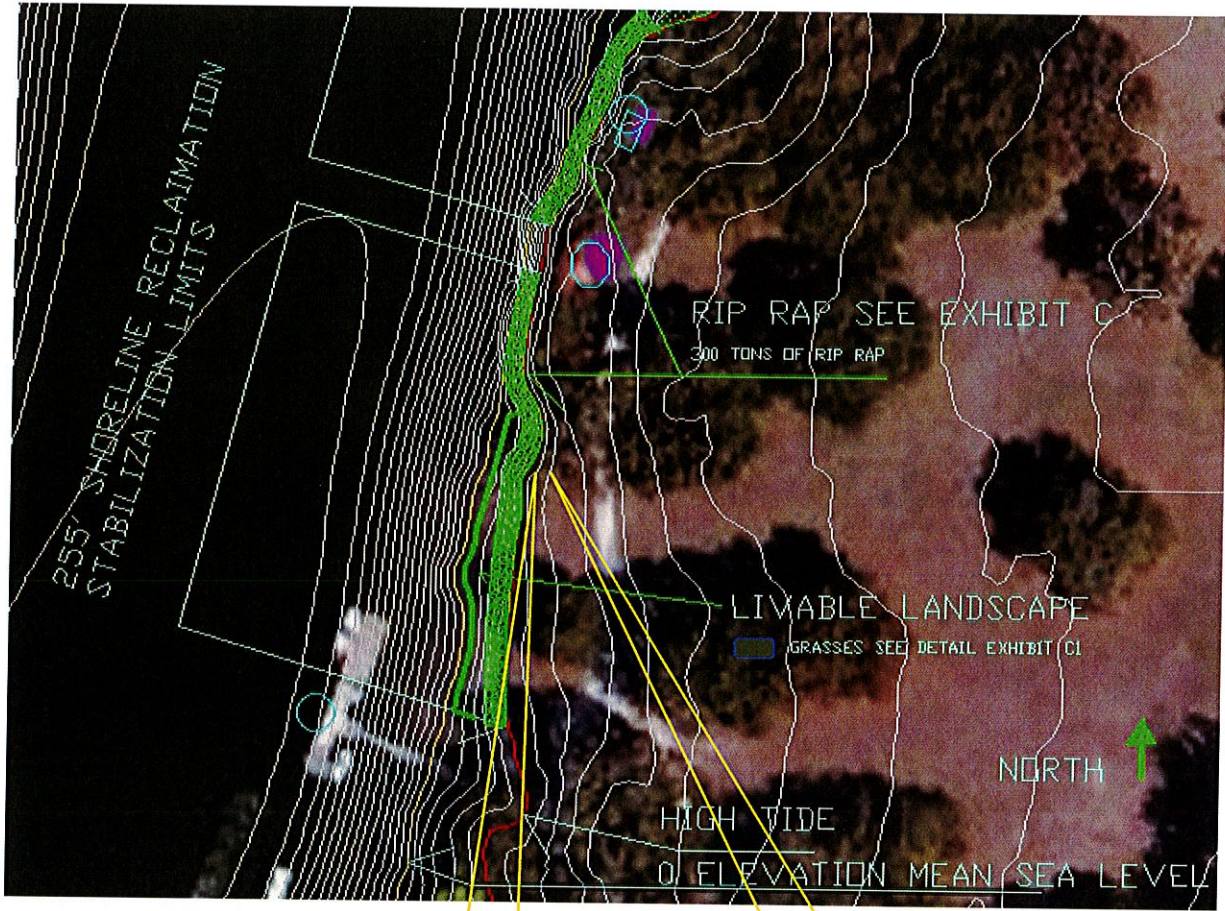 255' SHORELINE RECLAIMATION
STABILIZATION LIMITS
RIP RAP SEE EXHIBIT C
300 TONS OF RIP RAP
LIVABLE LANDSCAPE
GRASSES SEE DETAIL EXHIBIT C1
NORTH
HIGH TIDE
0 ELEVATION MEAN SEA LEVEL